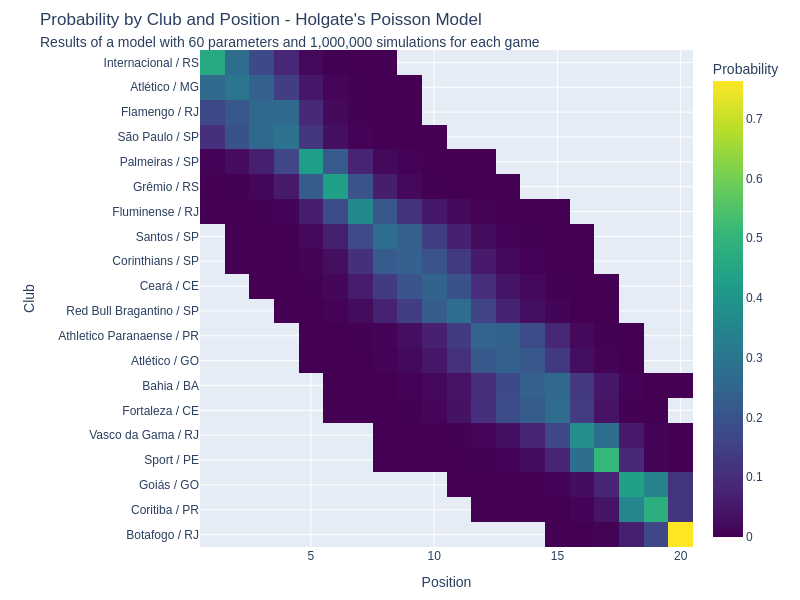 Probability by Club and Position - Holgate's Poisson Model
Results of a model with 60 parameters and 1,000,000 simulations for each game
Probability
Club
Internacional / RS
Atlético / MG
Flamengo / RJ
São Paulo / SP
Palmeiras / SP
Grêmio / RS
Fluminense / RJ
Santos / SP
Corinthians / SP
Ceará / CE
Red Bull Bragantino / SP
Athletico Paranaense / PR
Atlético / GO
Bahia / BA
Fortaleza / CE
Vasco da Gama / RJ
Sport / PE
Goiás / GO
Coritiba / PR
Botafogo / RJ
0.7
0.6
0.5
0.4
0.3
0.2
0.1
0
5 10 15 20
Position